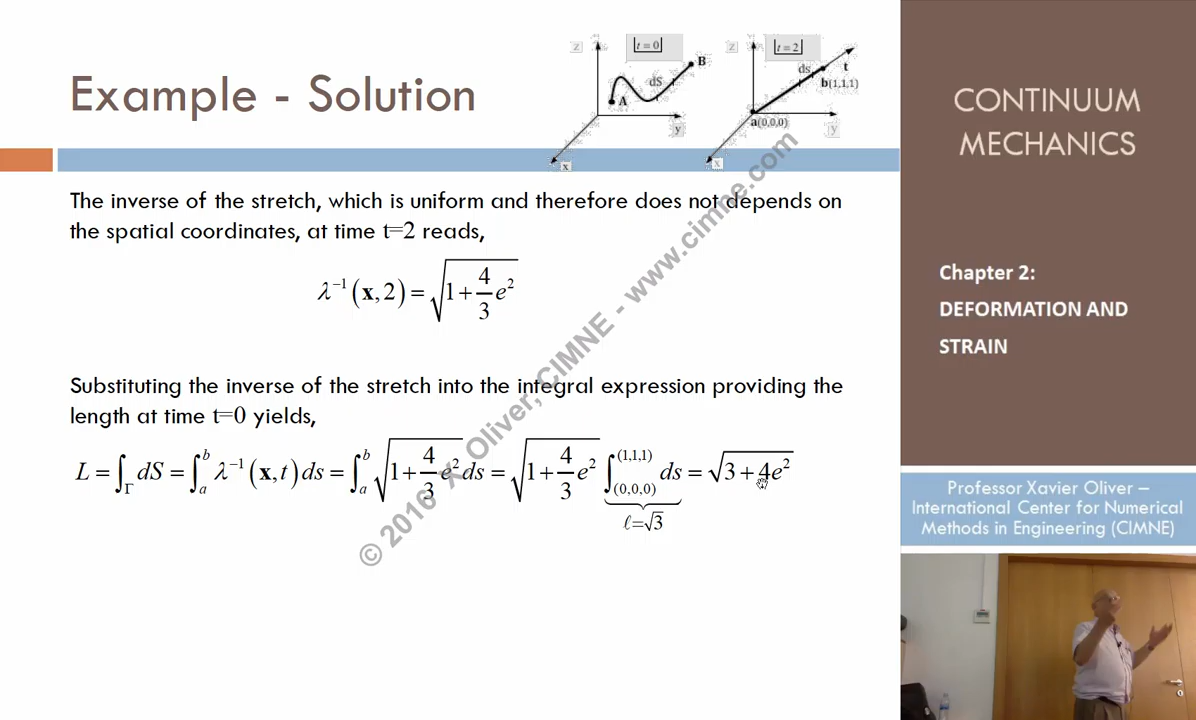 Example - Solution
z
⌊t=0⌋
B
dS
A
y
x
z
⌊t=2⌋
ds
t
b(1,1,1)
a(0,0,0)
y
x
The inverse of the stretch, which is uniform and therefore does not depends on
the spatial coordinates, at time t=2 reads,
λ⁻¹(x,2) = √(1 + 4/3 e²)
Substituting the inverse of the stretch into the integral expression providing the
length at time t=0 yields,
L = ∫_Γ dS = ∫_a^b λ⁻¹(x,t) ds = ∫_a^b √(1 + 4/3 e²) ds = √(1 + 4/3 e²) ∫_(0,0,0)^(1,1,1) ds = √(3 + 4e²)
ℓ=√3
© 2016 X. Oliver, CIMNE - www.cimne.com
CONTINUUM
MECHANICS
Chapter 2:
DEFORMATION AND
STRAIN
Professor Xavier Oliver –
International Center for Numerical
Methods in Engineering (CIMNE)